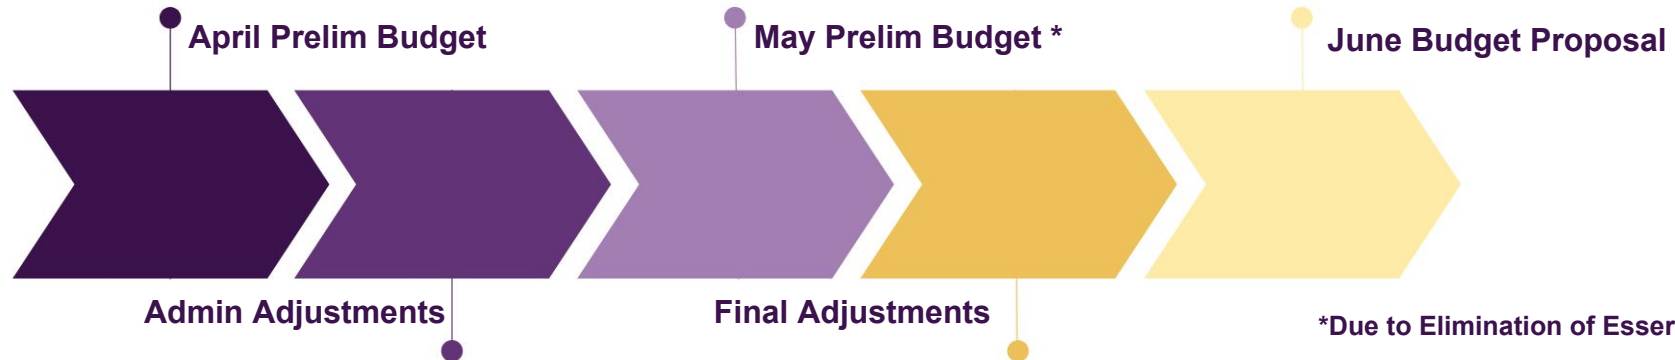 April Prelim Budget
May Prelim Budget *
June Budget Proposal
Admin Adjustments
Final Adjustments
*Due to Elimination of Esser